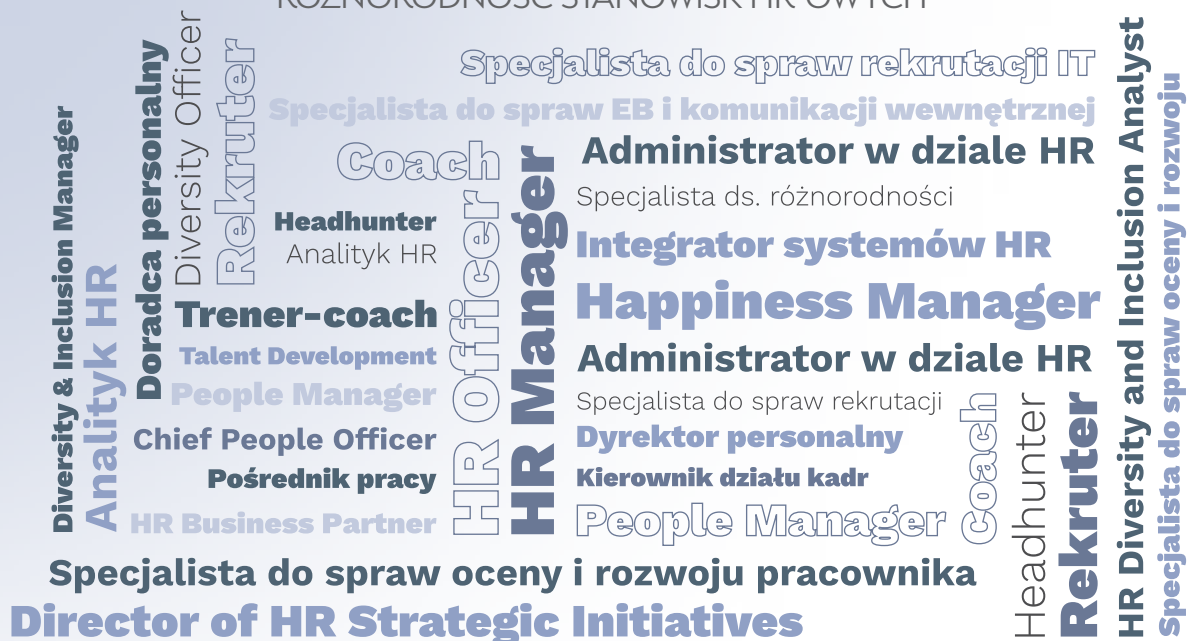 RÓŻNORODNOŚĆ STANOWISK HR-OWYCH
Diversity & Inclusion Manager
Analityk HR
Doradca personalny
Diversity Officer
Rekruter
Specjalista do spraw rekrutacji IT
Specjalista do spraw EB i komunikacji wewnętrznej
Coach
Headhunter
Analityk HR
Trener-coach
Talent Development
People Manager
Chief People Officer
Pośrednik pracy
HR Business Partner
HR Officer
HR Manager
Administrator w dziale HR
Specjalista ds. różnorodności
Integrator systemów HR
Happiness Manager
Administrator w dziale HR
Specjalista do spraw rekrutacji
Dyrektor personalny
Kierownik działu kadr
People Manager
Coach
Headhunter
Rekruter
HR Diversity and Inclusion Analyst
Specjalista do spraw oceny i rozwoju
Specjalista do spraw oceny i rozwoju pracownika
Director of HR Strategic Initiatives